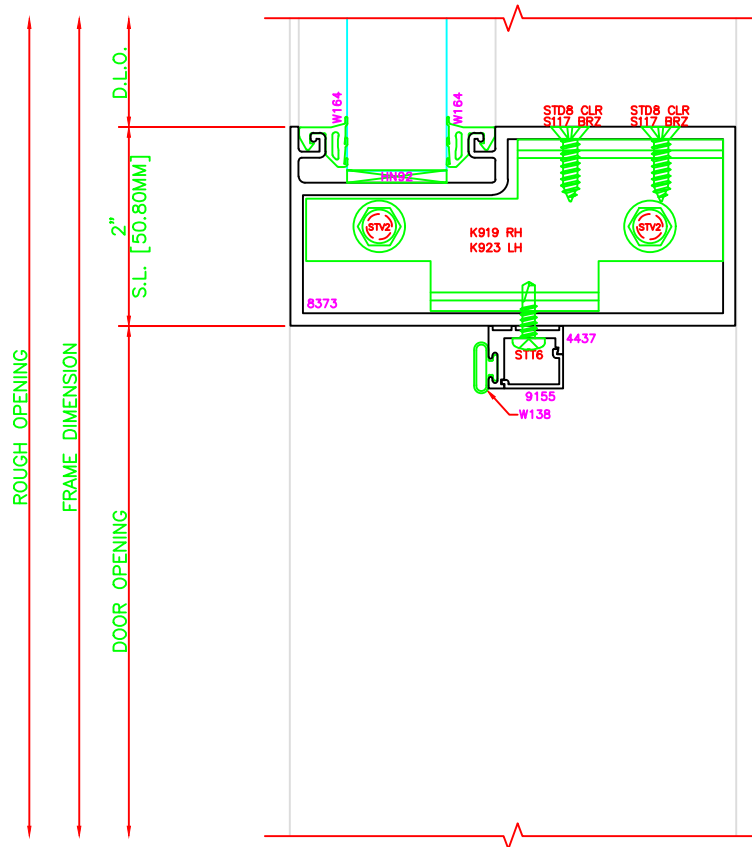 D.L.O.
W164
W164
STD8 CLR
S117 BRZ
STD8 CLR
S117 BRZ
HN92
2"
S.L. [50.80MM]
STV2
K919 RH
K923 LH
STV2
8373
4437
STT6
9155
W138
ROUGH OPENING
FRAME DIMENSION
DOOR OPENING